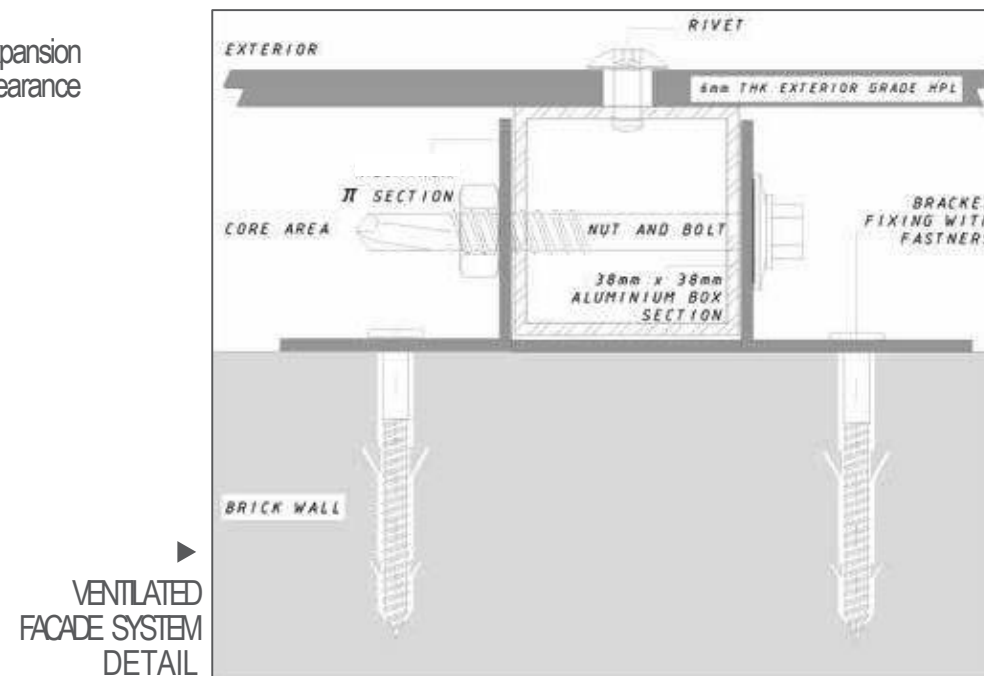 pansion
earance
RIVET
EXTERIOR
6mm THK EXTERIOR GRADE HPL
π SECTION
CORE AREA
NUT AND BOLT
BRACKE
FIXING WIT
FASTNER
38mm x 38mm
ALUMINIUM BOX
SECTION
BRICK WALL
VENTILATED
FACADE SYSTEM
DETAIL